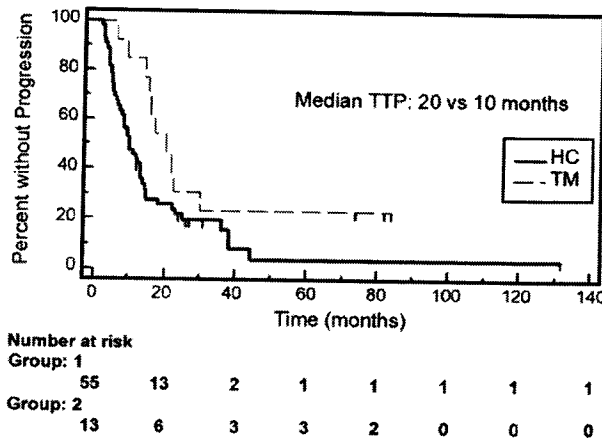 Percent without Progression
100
80
60
40
20
0
Median TTP: 20 vs 10 months
HC
TM
0 20 40 60 80 100 120 140
Time (months)
Number at risk
Group: 1
55 13 2 1 1 1 1 1
Group: 2
13 6 3 3 2 0 0 0